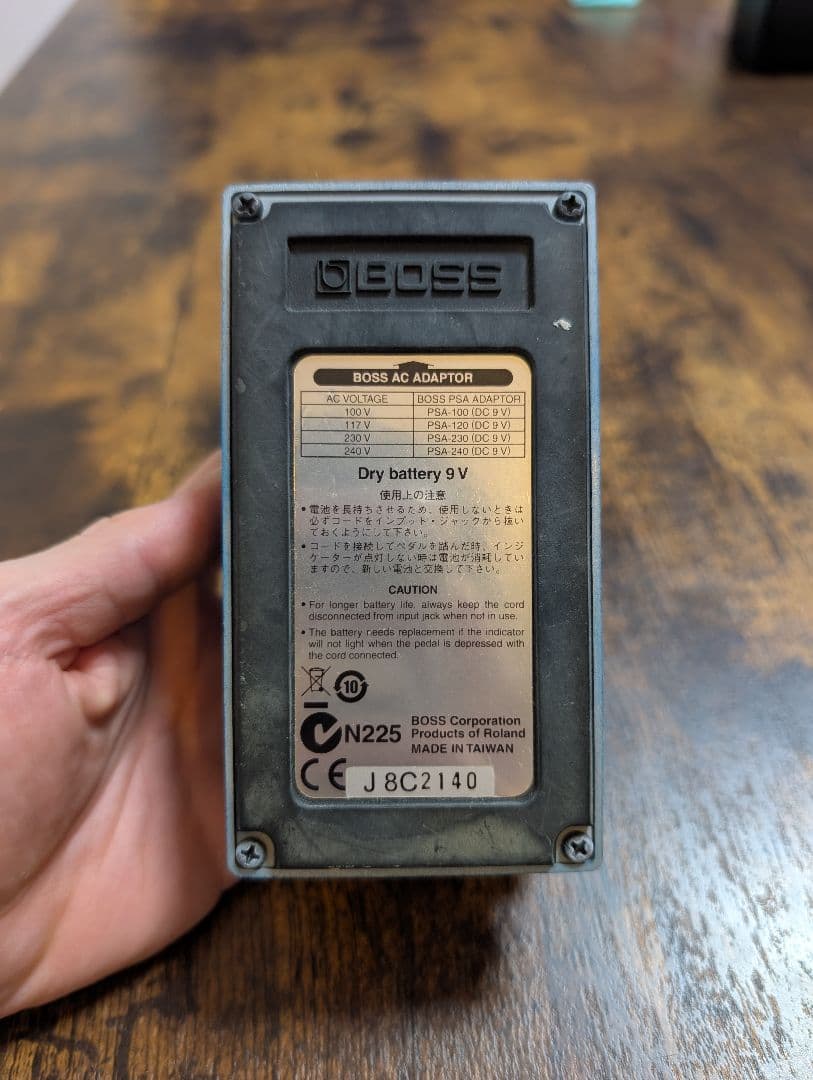 BOSS
BOSS AC ADAPTOR
AC VOLTAGE BOSS PSA ADAPTOR
100 V PSA-100 (DC 9 V)
117 V PSA-120 (DC 9 V)
230 V PSA-230 (DC 9 V)
240 V PSA-240 (DC 9 V)
Dry battery 9 V
使用上の注意
• 電池を長持ちさせるため、使用しないときは
必ずコードをインプット・ジャックから抜い
ておくようにして下さい。
• コードを接続してペダルを踏んだ時、インジ
ケーターが点灯しない時は電池が消耗してい
ますので、新しい電池と交換して下さい。
CAUTION
• For longer battery life, always keep the cord
disconnected from input jack when not in use.
• The battery needs replacement if the indicator
will not light when the pedal is depressed with
the cord connected.
10
N225
BOSS Corporation
Products of Roland
MADE IN TAIWAN
CE
J8C2140